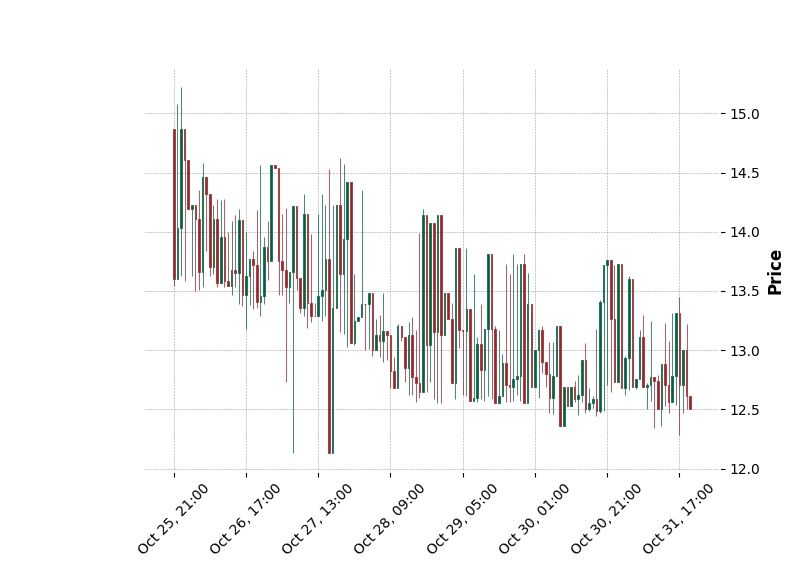 15.0
14.5
14.0
13.5
13.0
12.5
12.0
Price
Oct 25, 21:00
Oct 26, 17:00
Oct 27, 13:00
Oct 28, 09:00
Oct 29, 05:00
Oct 30, 01:00
Oct 30, 21:00
Oct 31, 17:00